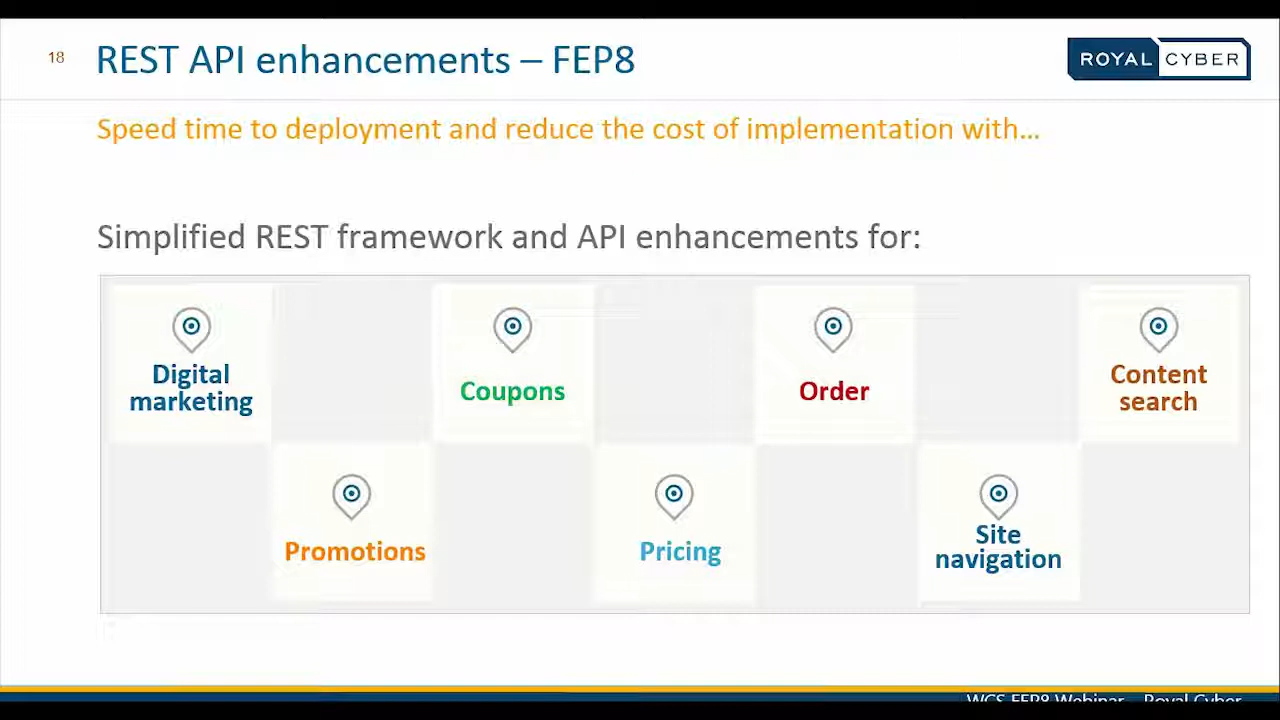 18
REST API enhancements – FEP8
ROYAL CYBER
Speed time to deployment and reduce the cost of implementation with…
Simplified REST framework and API enhancements for:
Digital
marketing
Coupons
Order
Content
search
Promotions
Pricing
Site
navigation
WCS FEP8 Webinar – Royal Cyber